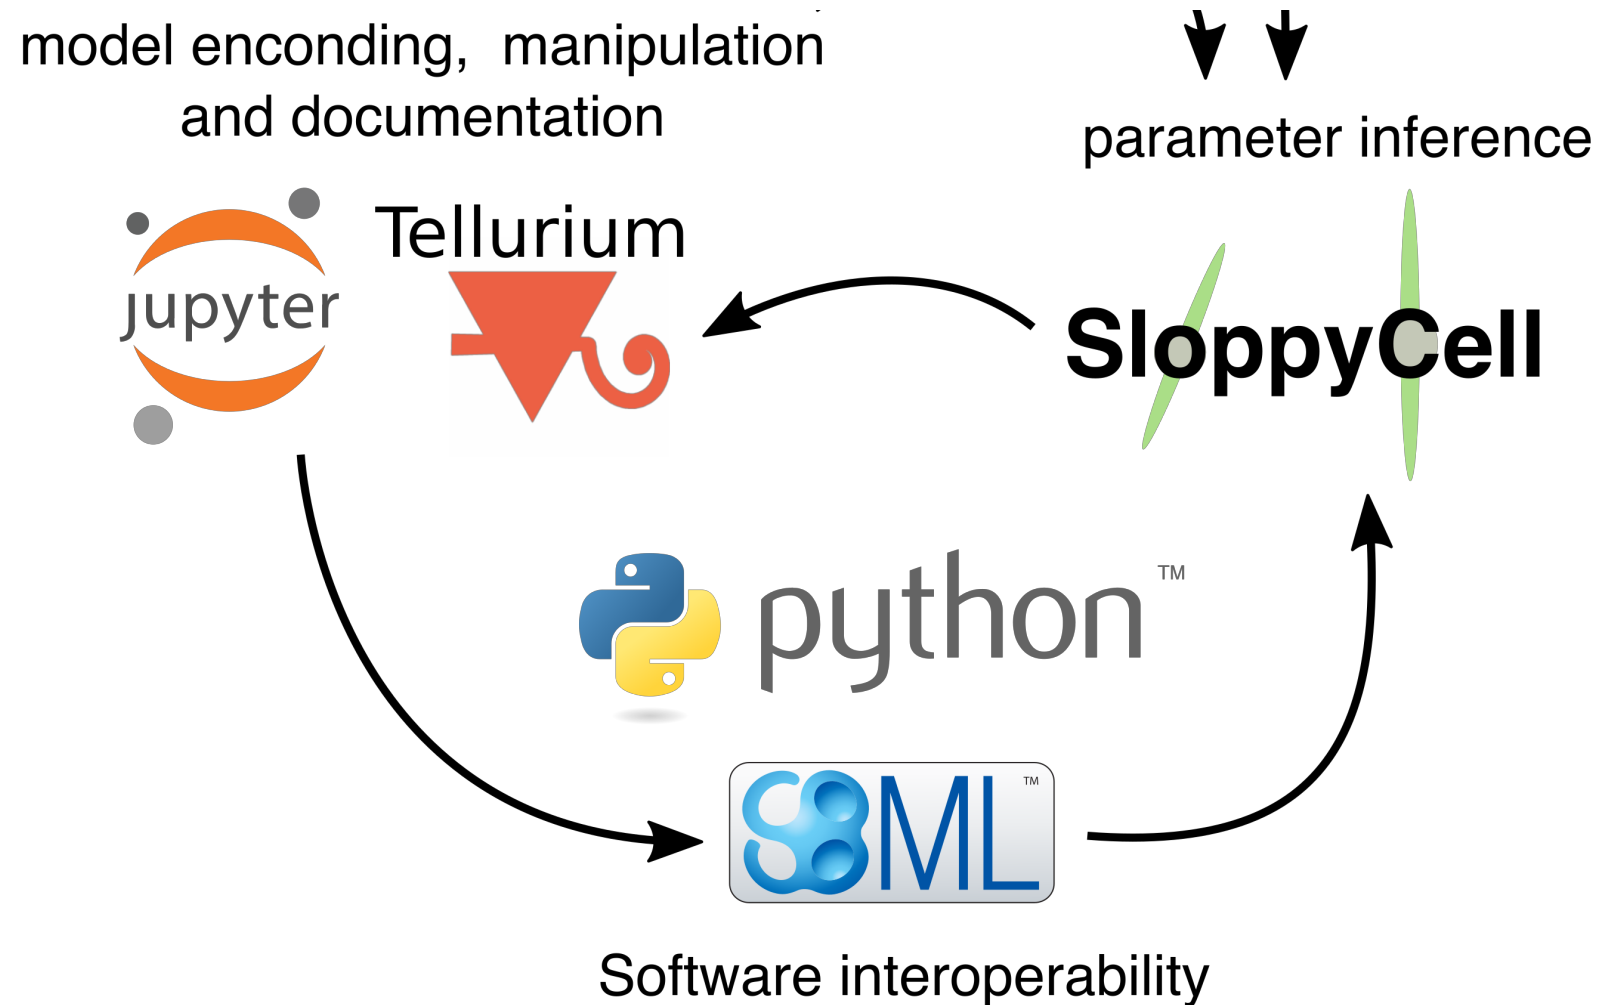 model enconding, manipulation
and documentation
parameter inference
jupyter
Tellurium
SloppyCell
python™
SBML™
Software interoperability